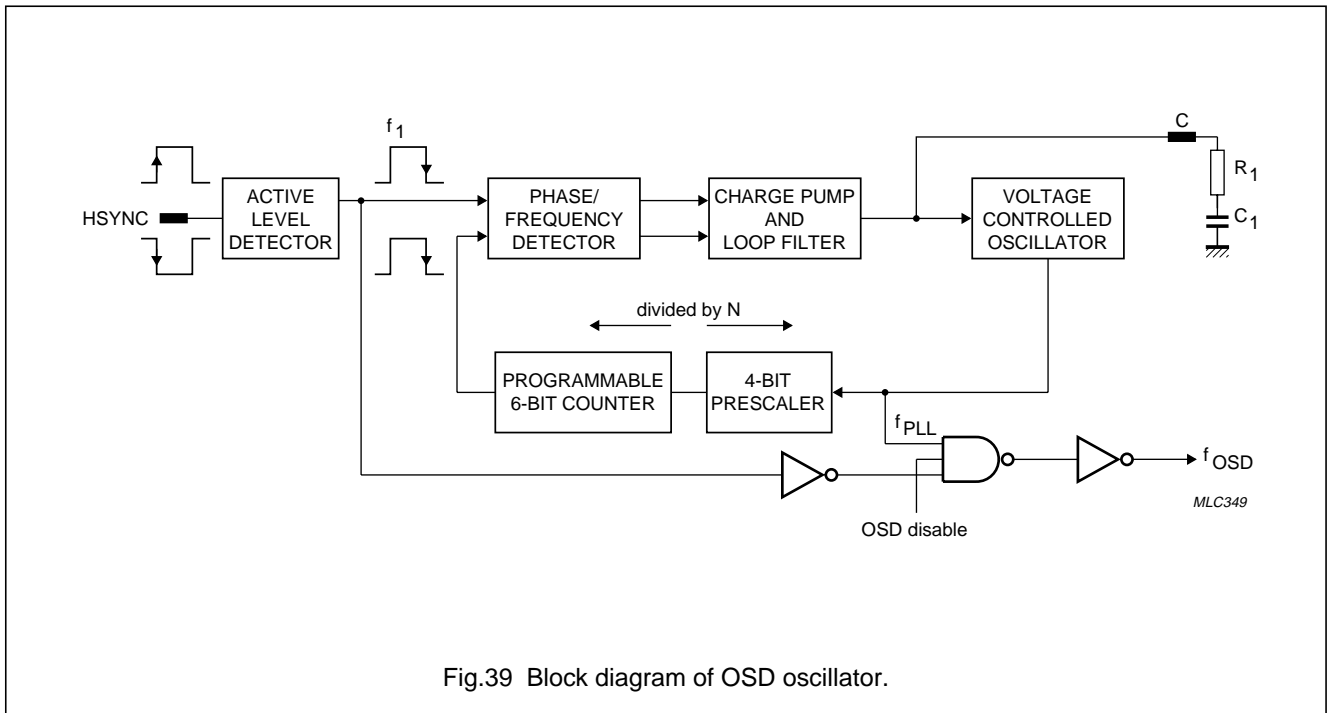 f1
C
R1
C1
HSYNC
ACTIVE
LEVEL
DETECTOR
PHASE/
FREQUENCY
DETECTOR
CHARGE PUMP
AND
LOOP FILTER
VOLTAGE
CONTROLLED
OSCILLATOR
divided by N
PROGRAMMABLE
6-BIT COUNTER
4-BIT
PRESCALER
fPLL
fOSD
MLC349
OSD disable
Fig.39 Block diagram of OSD oscillator.